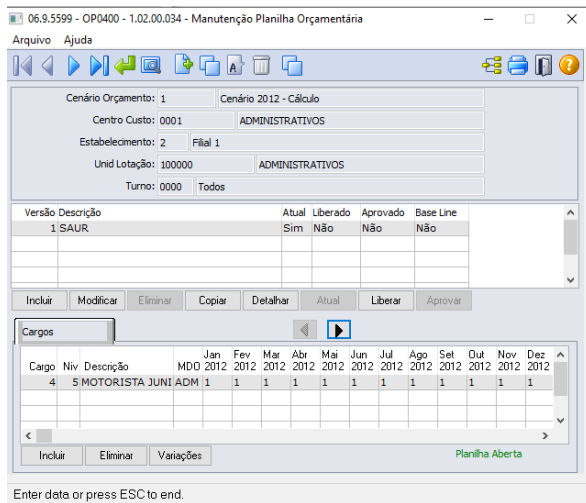 06.9.5599 - OP0400 - 1.02.00.034 - Manutenção Planilha Orçamentária
Arquivo Ajuda
Cenário Orçamento: 1 Cenário 2012 - Cálculo
Centro Custo: 0001 ADMINISTRATIVOS
Estabelecimento: 2 Filial 1
Unid Lotação: 100000 ADMINISTRATIVOS
Turno: 0000 Todos
Versão Descrição Atual Liberado Aprovado Base Line
1 SAUR Sim Não Não Não
Incluir Modificar Eliminar Copiar Detalhar Atual Liberar Aprovar
Cargos
Jan Fev Mar Abr Mai Jun Jul Ago Set Out Nov Dez
Cargo Niv Descrição MDO 2012 2012 2012 2012 2012 2012 2012 2012 2012 2012 2012 2012
4 5 MOTORISTA JUNI ADM 1 1 1 1 1 1 1 1 1 1 1 1
Incluir Eliminar Variações Planilha Aberta
Enter data or press ESC to end.